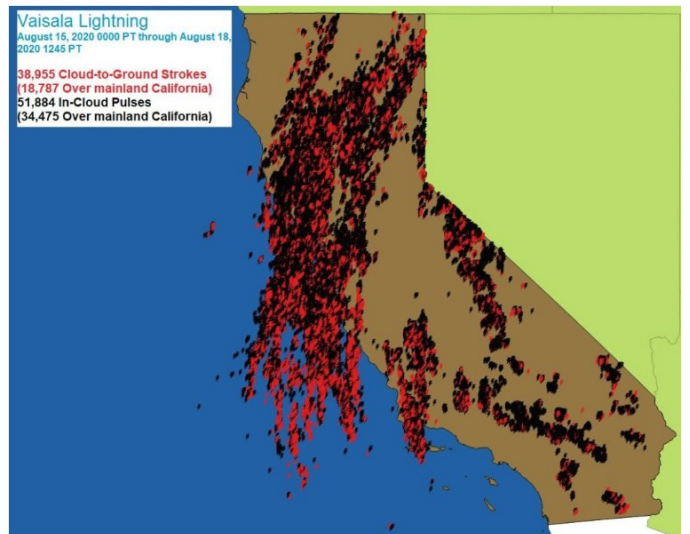 Vaisala Lightning
August 15, 2020 0000 PT through August 18,
2020 1245 PT
38,955 Cloud-to-Ground Strokes
(18,787 Over mainland California)
51,884 In-Cloud Pulses
(34,475 Over mainland California)